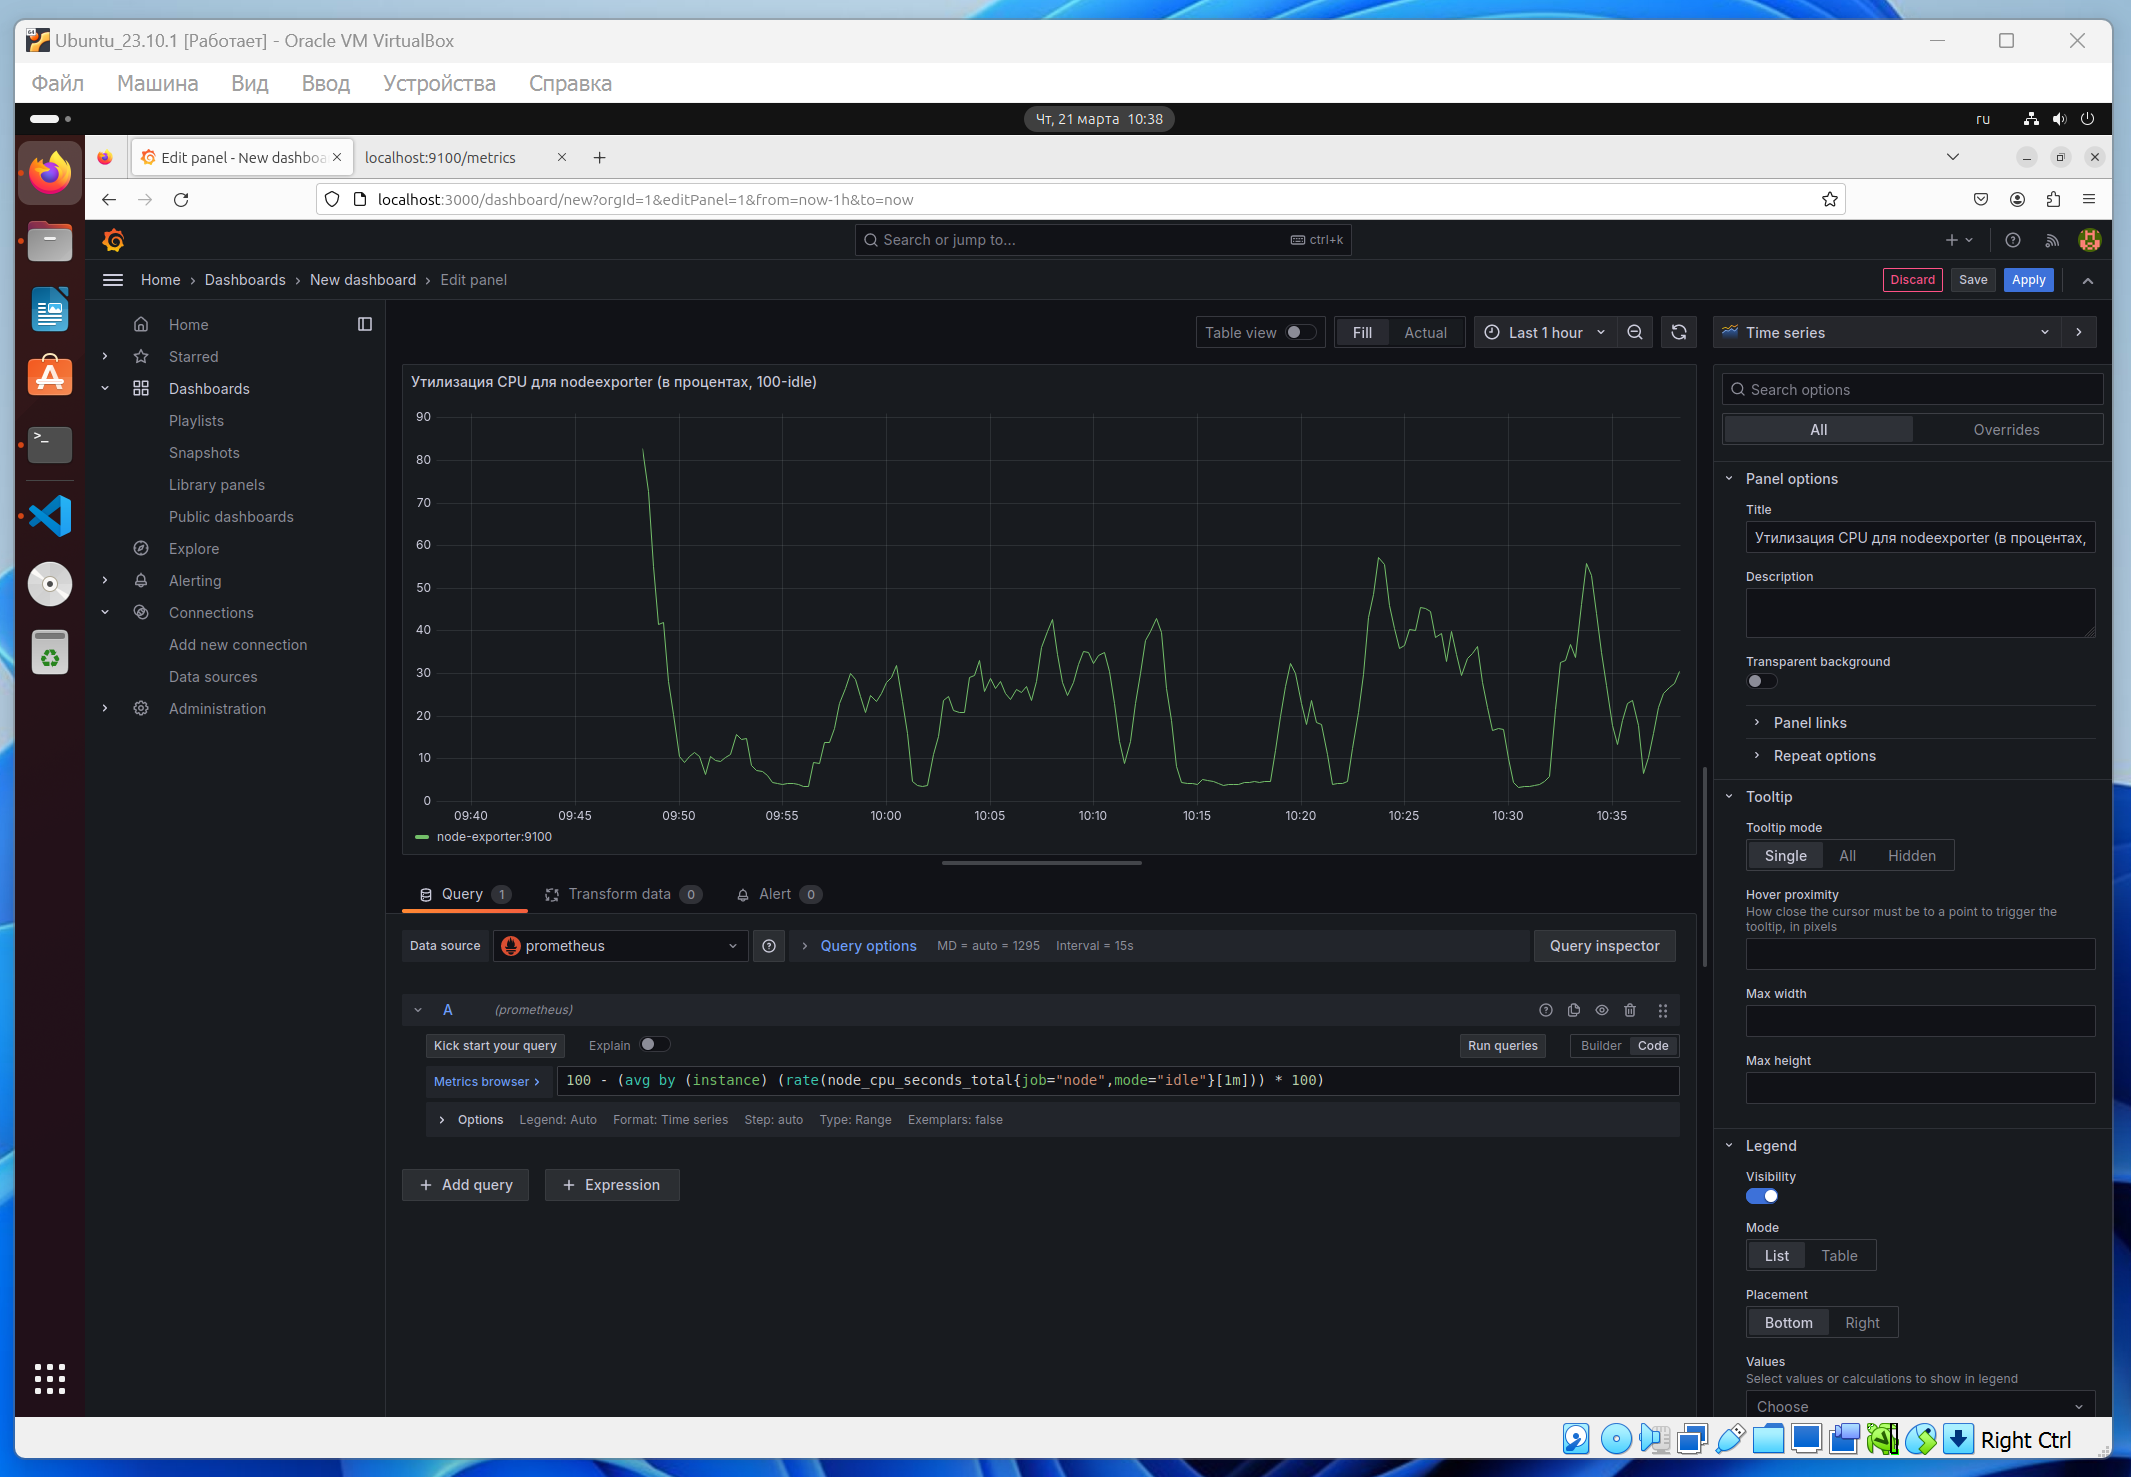 Ubuntu_23.10.1 [Работает] - Oracle VM VirtualBox
Файл Машина Вид Ввод Устройства Справка
Чт, 21 марта 10:38
ru
Edit panel - New dashboa
localhost:9100/metrics
localhost:3000/dashboard/new?orgId=1&editPanel=1&from=now-1h&to=now
Search or jump to...
ctrl+k
Home › Dashboards › New dashboard › Edit panel
Discard
Save
Apply
Home
Starred
Dashboards
Playlists
Snapshots
Library panels
Public dashboards
Explore
Alerting
Connections
Add new connection
Data sources
Administration
Table view
Fill
Actual
Last 1 hour
Утилизация CPU для nodeexporter (в процентах, 100-idle)
90
80
70
60
50
40
30
20
10
0
09:40 09:45 09:50 09:55 10:00 10:05 10:10 10:15 10:20 10:25 10:30 10:35
node-exporter:9100
Query 1
Transform data 0
Alert 0
Data source
prometheus
Query options
MD = auto = 1295
Interval = 15s
Query inspector
A
(prometheus)
Kick start your query
Explain
Run queries
Builder
Code
Metrics browser >
100 - (avg by (instance) (rate(node_cpu_seconds_total{job="node",mode="idle"}[1m])) * 100)
Options
Legend: Auto
Format: Time series
Step: auto
Type: Range
Exemplars: false
+ Add query
+ Expression
Time series
Search options
All
Overrides
Panel options
Title
Утилизация CPU для nodeexporter (в процентах,
Description
Transparent background
Panel links
Repeat options
Tooltip
Tooltip mode
Single
All
Hidden
Hover proximity
How close the cursor must be to a point to trigger the
tooltip, in pixels
Max width
Max height
Legend
Visibility
Mode
List
Table
Placement
Bottom
Right
Values
Select values or calculations to show in legend
Choose
Right Ctrl